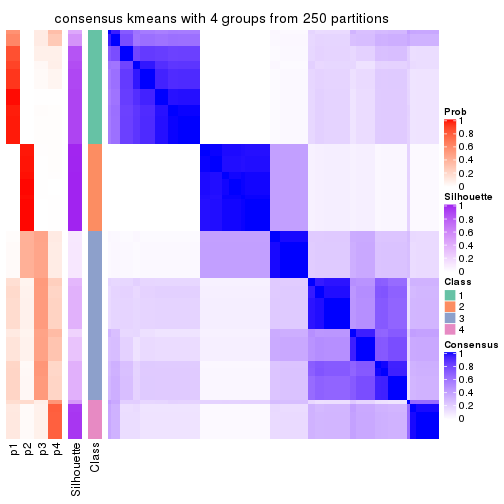 consensus kmeans with 4 groups from 250 partitions
Prob
1
0.8
0.6
0.4
0.2
0
Silhouette
1
0.8
0.6
0.4
0.2
0
Class
1
2
3
4
Consensus
1
0.8
0.6
0.4
0.2
0
p1
p2
p3
p4
Silhouette
Class